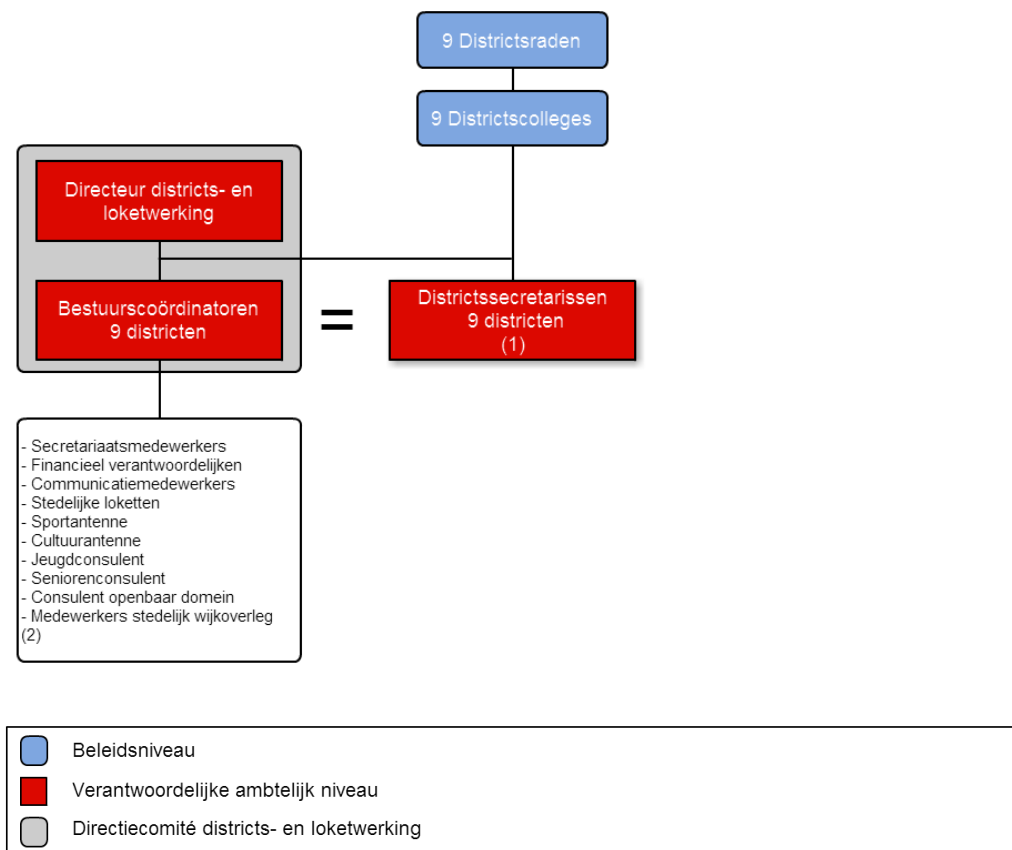 9 Districtsraden
9 Districtscolleges
Directeur districts- en
loketwerking
Bestuurscoördinatoren
9 districten
=
Districtssecretarissen
9 districten
(1)
- Secretariaatsmedewerkers
- Financieel verantwoordelijken
- Communicatiemedewerkers
- Stedelijke loketten
- Sportantenne
- Cultuurantenne
- Jeugdconsulent
- Seniorenconsulent
- Consulent openbaar domein
- Medewerkers stedelijk wijkoverleg
(2)
Beleidsniveau
Verantwoordelijke ambtelijk niveau
Directiecomité districts- en loketwerking